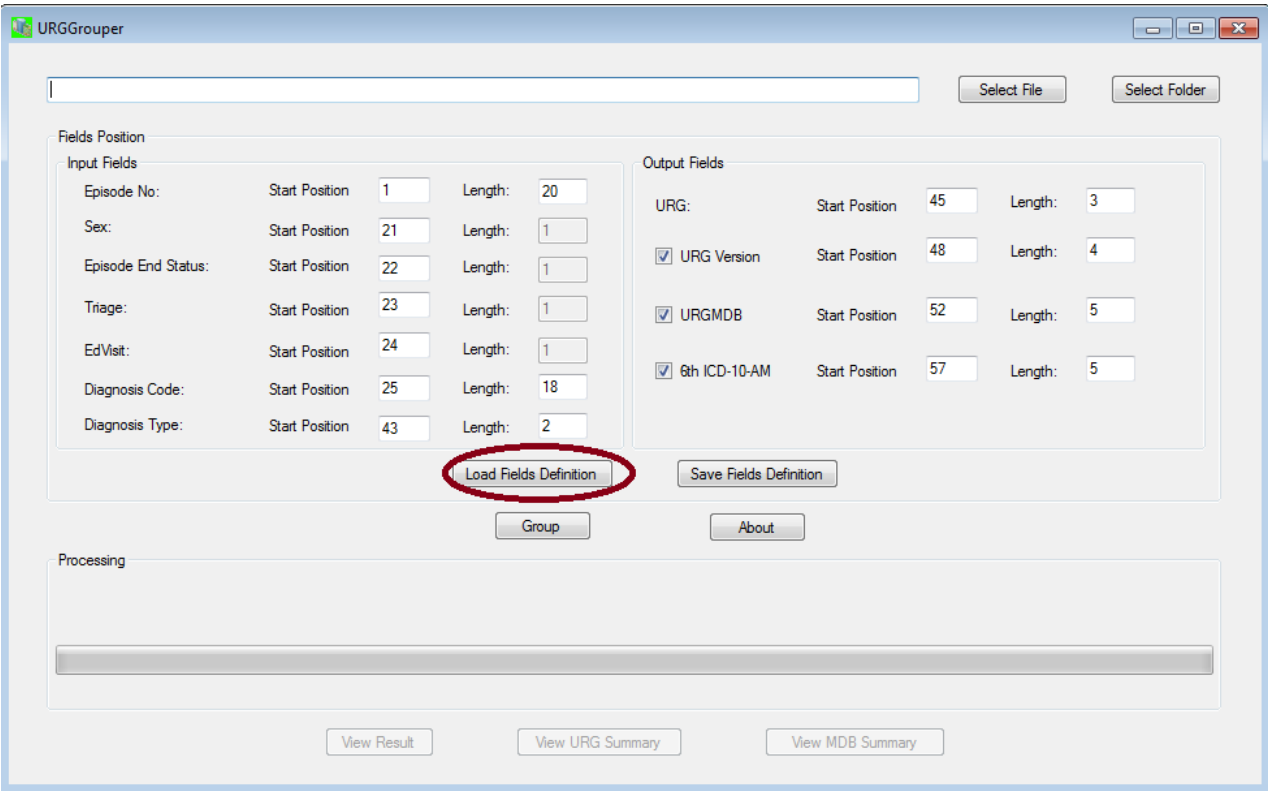 URGGrouper
Select File Select Folder
Fields Position
Input Fields Output Fields
Episode No: Start Position 1 Length: 20
Sex: Start Position 21 Length: 1
Episode End Status: Start Position 22 Length: 1
Triage: Start Position 23 Length: 1
EdVisit: Start Position 24 Length: 1
Diagnosis Code: Start Position 25 Length: 18
Diagnosis Type: Start Position 43 Length: 2
URG: Start Position 45 Length: 3
URG Version Start Position 48 Length: 4
URGMDB Start Position 52 Length: 5
6th ICD-10-AM Start Position 57 Length: 5
Load Fields Definition Save Fields Definition
Group About
Processing
View Result View URG Summary View MDB Summary